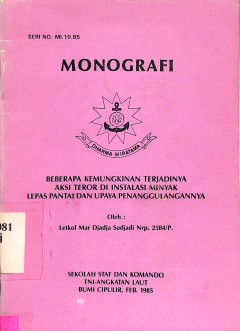 SERI NO. MI.10.85
MONOGRAFI
DHARMA WIRATAMA
BEBERAPA KEMUNGKINAN TERJADINYA
AKSI TEROR DI INSTALASI MINYAK
LEPAS PANTAI DAN UPAYA PENANGGULANGANNYA
Oleh :
Letkol Mar Djadja Sudjadi Nrp. 2584/P.
981
i
SEKOLAH STAF DAN KOMANDO
TNI-ANGKATAN LAUT
BUMI CIPULIR, FEB. 1985